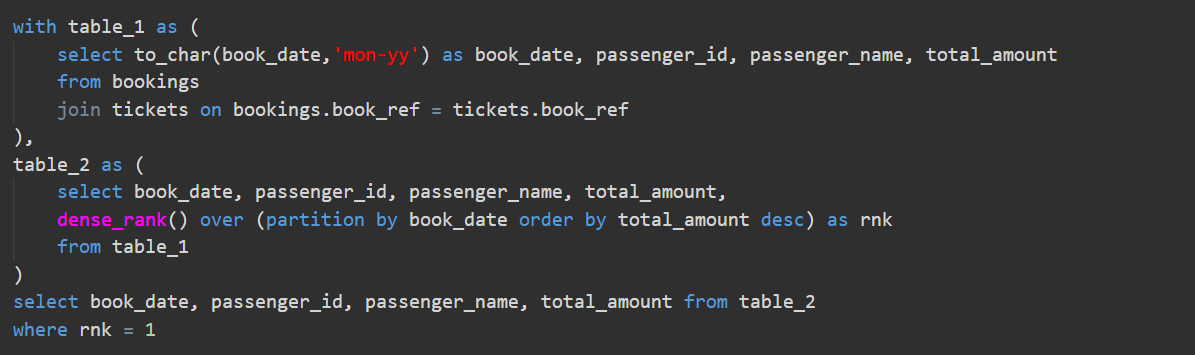 with table_1 as (
    select to_char(book_date,'mon-yy') as book_date, passenger_id, passenger_name, total_amount
    from bookings
    join tickets on bookings.book_ref = tickets.book_ref
),
table_2 as (
    select book_date, passenger_id, passenger_name, total_amount,
    dense_rank() over (partition by book_date order by total_amount desc) as rnk
    from table_1
)
select book_date, passenger_id, passenger_name, total_amount from table_2
where rnk = 1